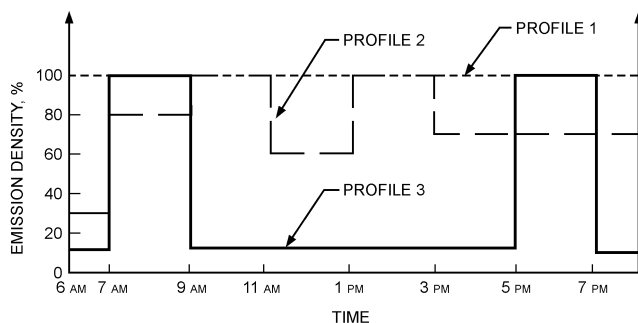 PROFILE 2
PROFILE 1
EMISSION DENSITY, %
100
80
60
40
20
0
PROFILE 3
6 AM 7 AM 9 AM 11 AM 1 PM 3 PM 5 PM 7 PM
TIME